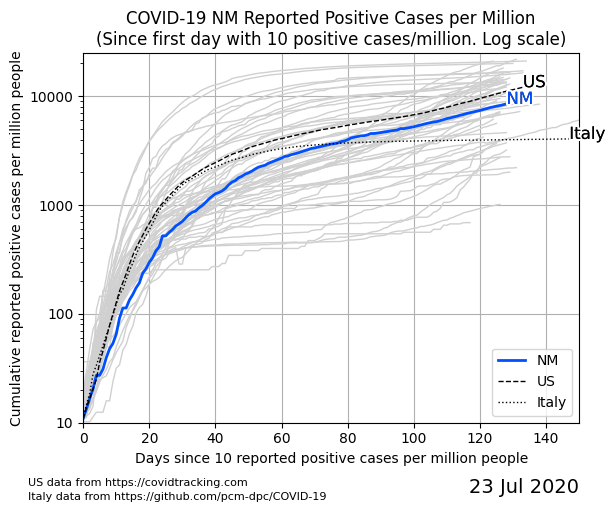 COVID-19 NM Reported Positive Cases per Million
(Since first day with 10 positive cases/million. Log scale)
Cumulative reported positive cases per million people
10000
1000
100
10
US
NM
Italy
NM
US
Italy
0 20 40 60 80 100 120 140
Days since 10 reported positive cases per million people
US data from https://covidtracking.com
Italy data from https://github.com/pcm-dpc/COVID-19
23 Jul 2020